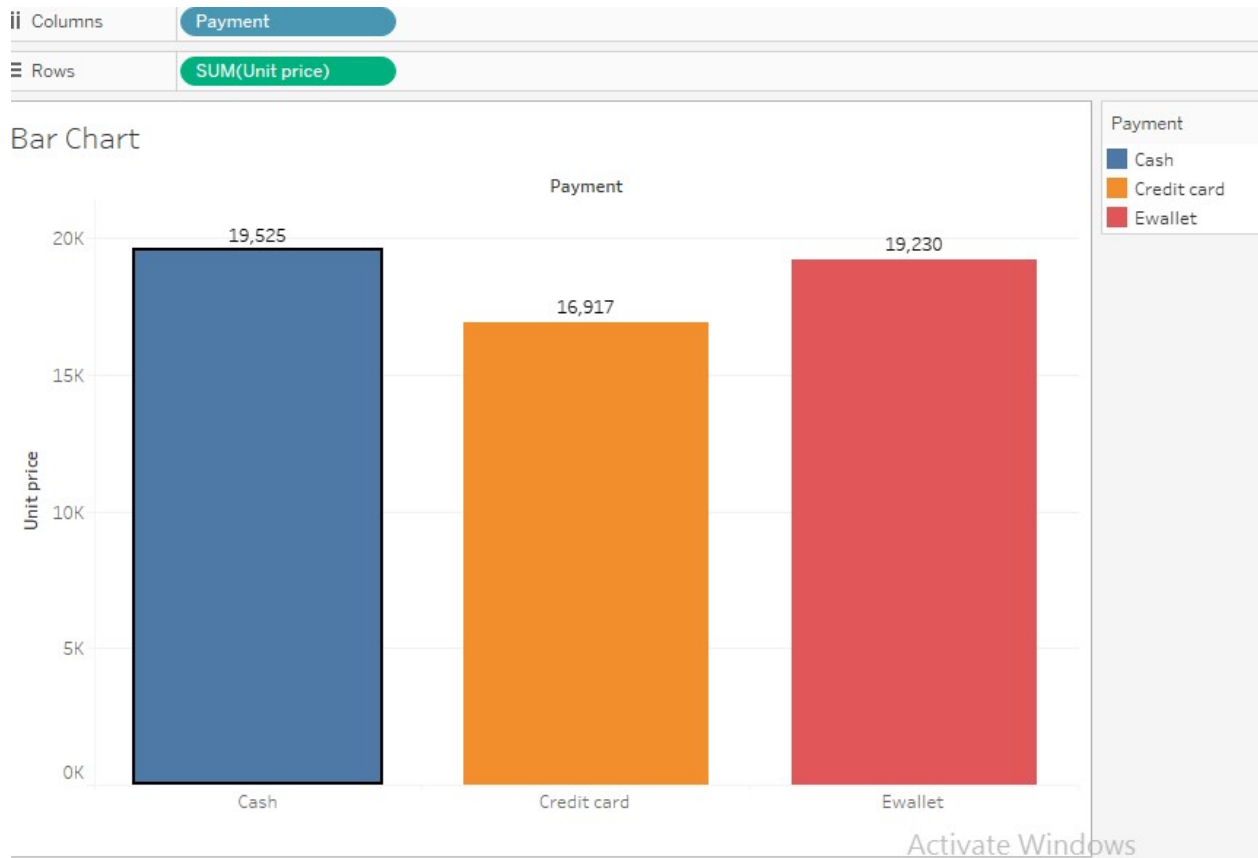 Columns
Payment
Rows
SUM(Unit price)
Bar Chart
Payment
Cash
Credit card
Ewallet
Payment
20K
15K
10K
5K
0K
Unit price
19,525
16,917
19,230
Cash
Credit card
Ewallet
Activate Windows